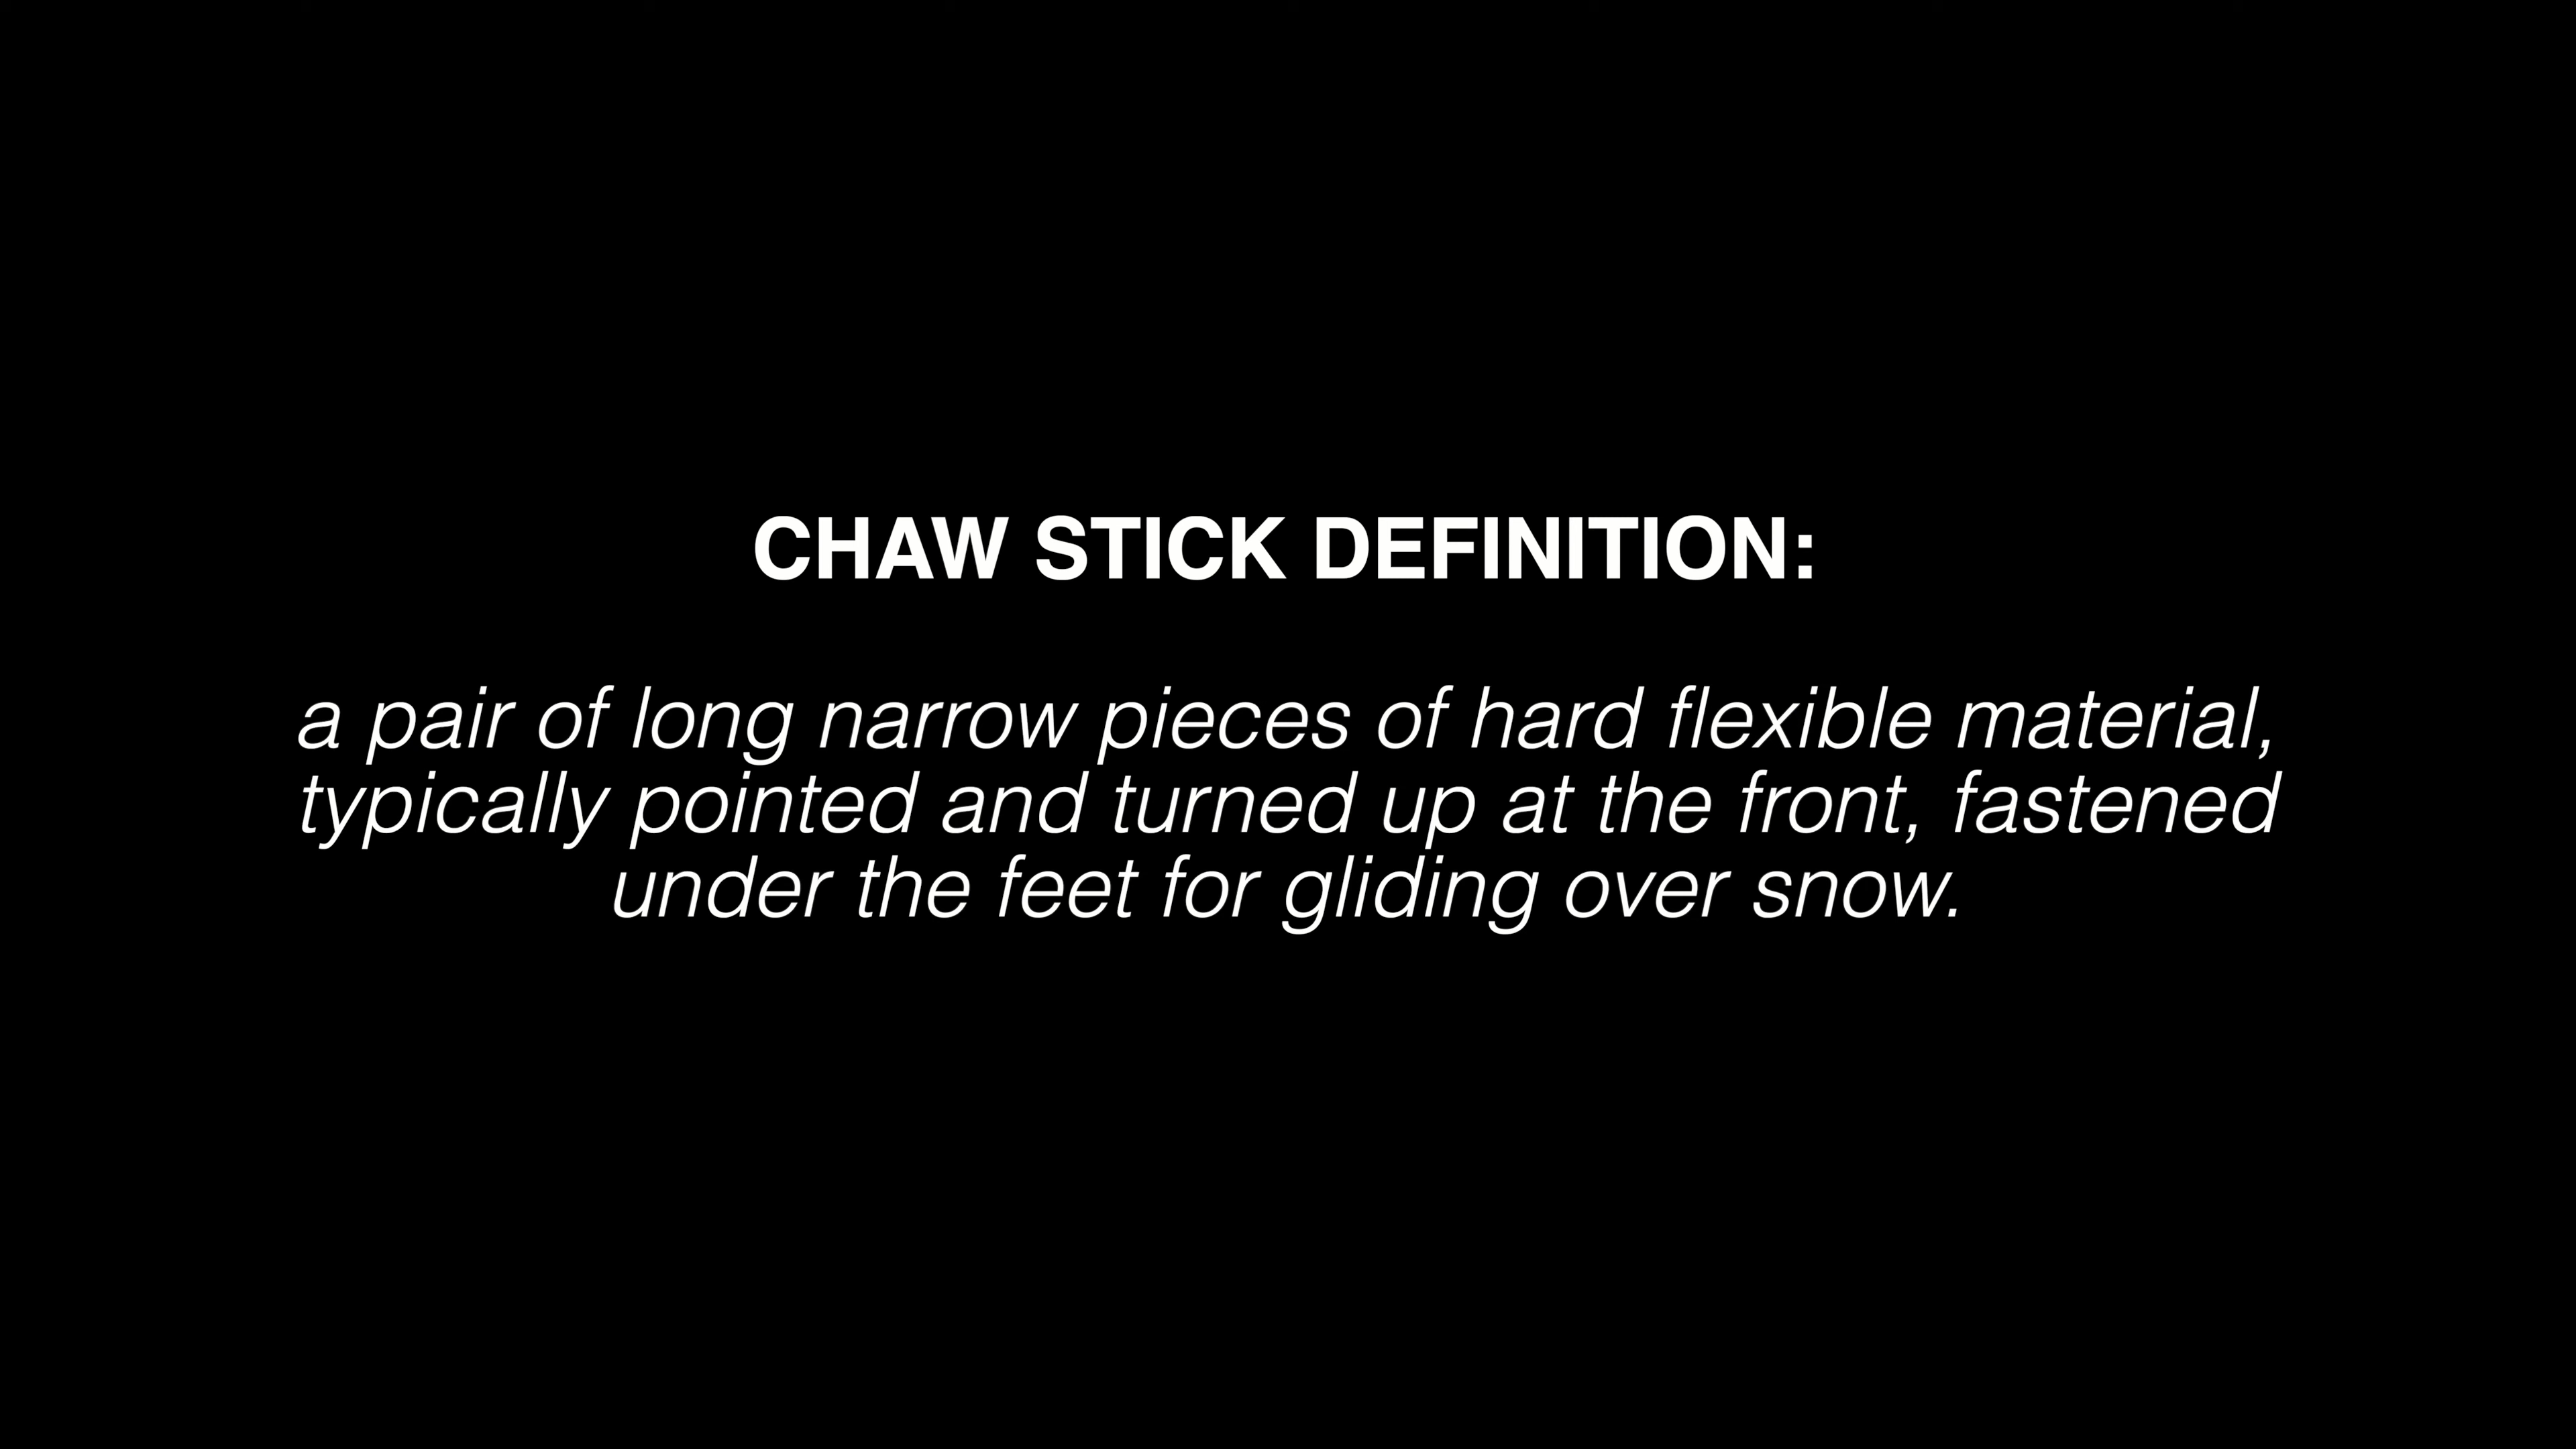 CHAW STICK DEFINITION:
a pair of long narrow pieces of hard flexible material,
typically pointed and turned up at the front, fastened
under the feet for gliding over snow.